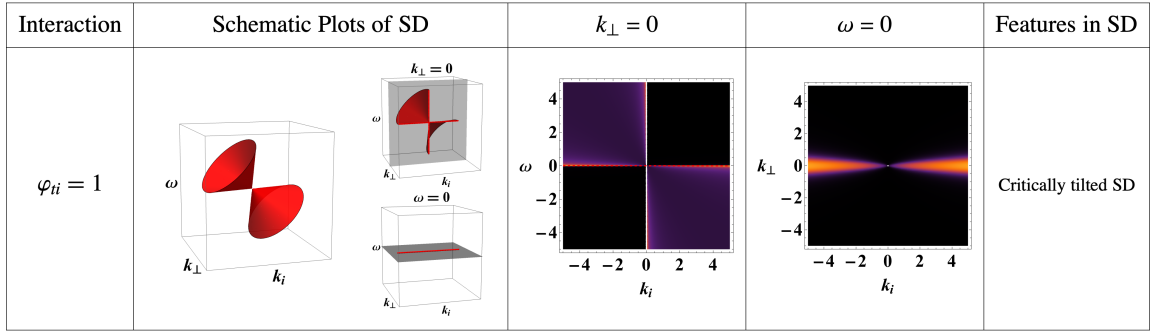 Interaction
Schematic Plots of SD
k⊥ = 0
ω = 0
Features in SD
φti = 1
ω
k⊥
ki
k⊥ = 0
ω
k⊥
ki
ω = 0
ω
k⊥
ki
ω
4
2
0
−2
−4
−4 −2 0 2 4
ki
k⊥
4
2
0
−2
−4
−4 −2 0 2 4
ki
Critically tilted SD